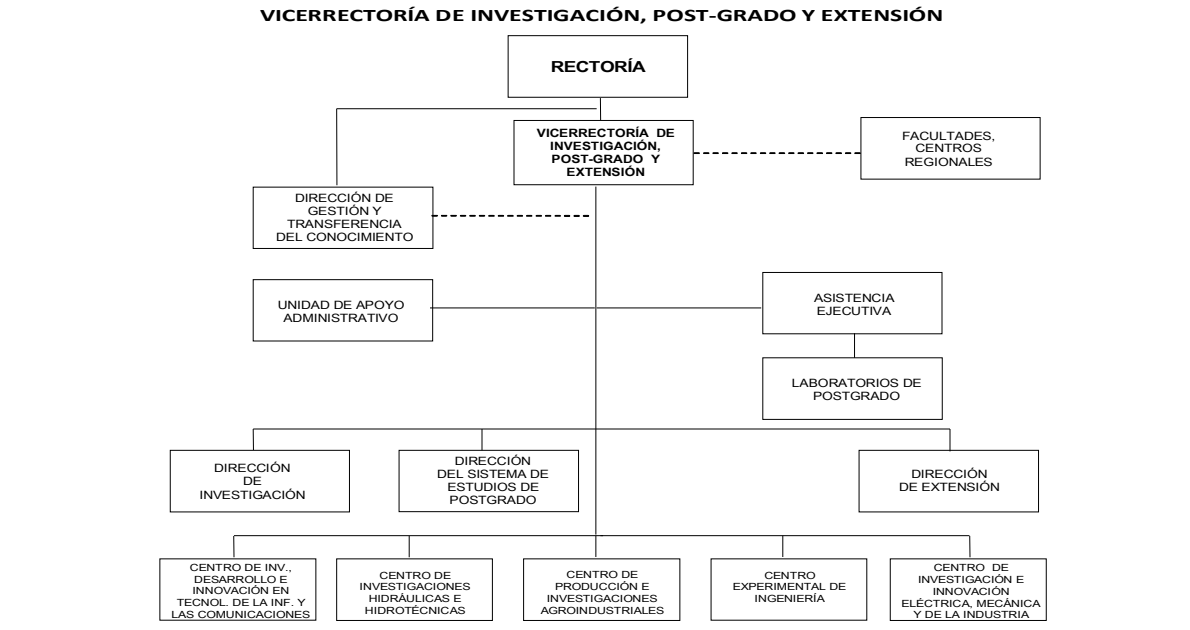 VICERRECTORÍA DE INVESTIGACIÓN, POST-GRADO Y EXTENSIÓN
RECTORÍA
VICERRECTORÍA DE
INVESTIGACIÓN,
POST-GRADO Y
EXTENSIÓN
FACULTADES,
CENTROS
REGIONALES
DIRECCIÓN DE
GESTIÓN Y
TRANSFERENCIA
DEL CONOCIMIENTO
UNIDAD DE APOYO
ADMINISTRATIVO
ASISTENCIA
EJECUTIVA
LABORATORIOS DE
POSTGRADO
DIRECCIÓN
DE
INVESTIGACIÓN
DIRECCIÓN
DEL SISTEMA DE
ESTUDIOS DE
POSTGRADO
DIRECCIÓN
DE EXTENSIÓN
CENTRO DE INV.,
DESARROLLO E
INNOVACIÓN EN
TECNOL. DE LA INF. Y
LAS COMUNICACIONES
CENTRO DE
INVESTIGACIONES
HIDRÁULICAS E
HIDROTÉCNICAS
CENTRO DE
PRODUCCIÓN E
INVESTIGACIONES
AGROINDUSTRIALES
CENTRO
EXPERIMENTAL DE
INGENIERÍA
CENTRO DE
INVESTIGACIÓN E
INNOVACIÓN
ELÉCTRICA, MECÁNICA
Y DE LA INDUSTRIA